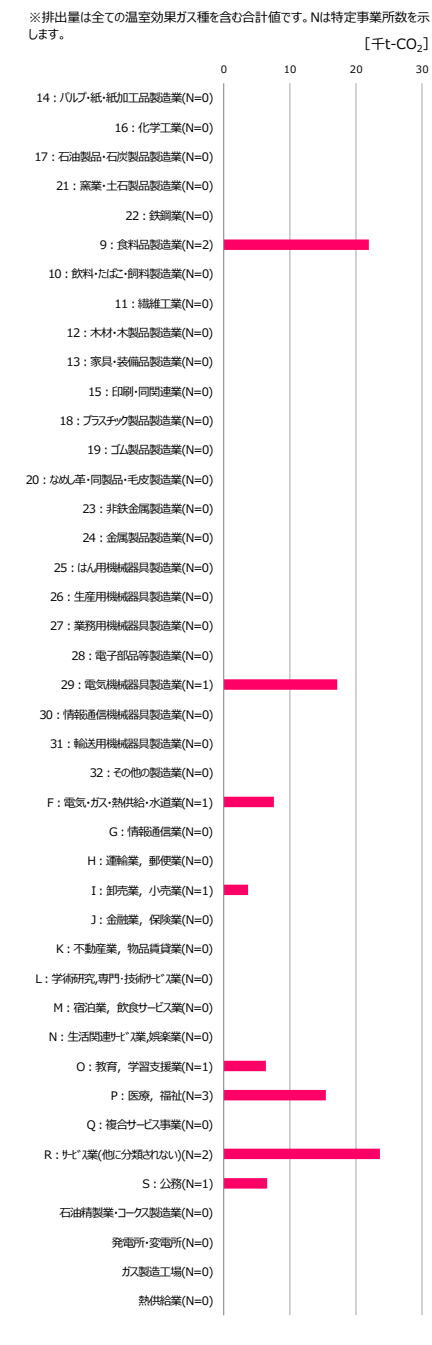 ※排出量は全ての温室効果ガス種を含む合計値です。Nは特定事業所数を示
します。
[千t-CO₂]
0 10 20 30
14：パルプ・紙・紙加工品製造業(N=0)
16：化学工業(N=0)
17：石油製品・石炭製品製造業(N=0)
21：窯業・土石製品製造業(N=0)
22：鉄鋼業(N=0)
9：食料品製造業(N=2)
10：飲料・たばこ・飼料製造業(N=0)
11：繊維工業(N=0)
12：木材・木製品製造業(N=0)
13：家具・装備品製造業(N=0)
15：印刷・同関連業(N=0)
18：プラスチック製品製造業(N=0)
19：ゴム製品製造業(N=0)
20：なめし革・同製品・毛皮製造業(N=0)
23：非鉄金属製造業(N=0)
24：金属製品製造業(N=0)
25：はん用機械器具製造業(N=0)
26：生産用機械器具製造業(N=0)
27：業務用機械器具製造業(N=0)
28：電子部品等製造業(N=0)
29：電気機械器具製造業(N=1)
30：情報通信機械器具製造業(N=0)
31：輸送用機械器具製造業(N=0)
32：その他の製造業(N=0)
F：電気・ガス・熱供給・水道業(N=1)
G：情報通信業(N=0)
H：運輸業，郵便業(N=0)
I：卸売業，小売業(N=1)
J：金融業，保険業(N=0)
K：不動産業，物品賃貸業(N=0)
L：学術研究,専門・技術ｻｰﾋﾞｽ業(N=0)
M：宿泊業，飲食サービス業(N=0)
N：生活関連ｻｰﾋﾞｽ業,娯楽業(N=0)
O：教育，学習支援業(N=1)
P：医療，福祉(N=3)
Q：複合サービス事業(N=0)
R：ｻｰﾋﾞｽ業(他に分類されない)(N=2)
S：公務(N=1)
石油精製業・コークス製造業(N=0)
発電所・変電所(N=0)
ガス製造工場(N=0)
熱供給業(N=0)